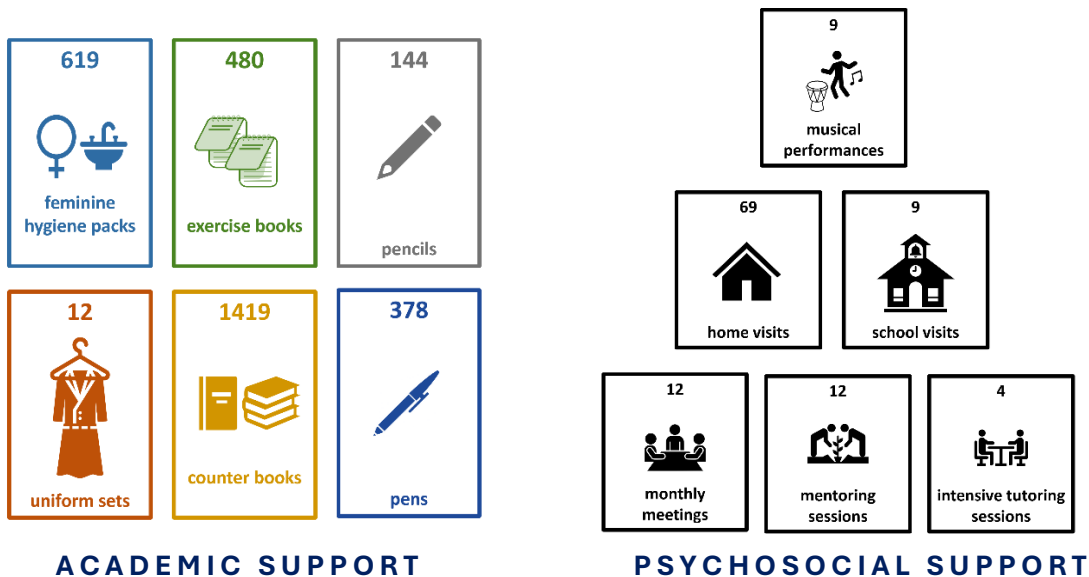 619
feminine
hygiene packs
480
exercise books
144
pencils
12
uniform sets
1419
counter books
378
pens
ACADEMIC SUPPORT
9
musical
performances
69
home visits
9
school visits
12
monthly
meetings
12
mentoring
sessions
4
intensive tutoring
sessions
PSYCHOSOCIAL SUPPORT